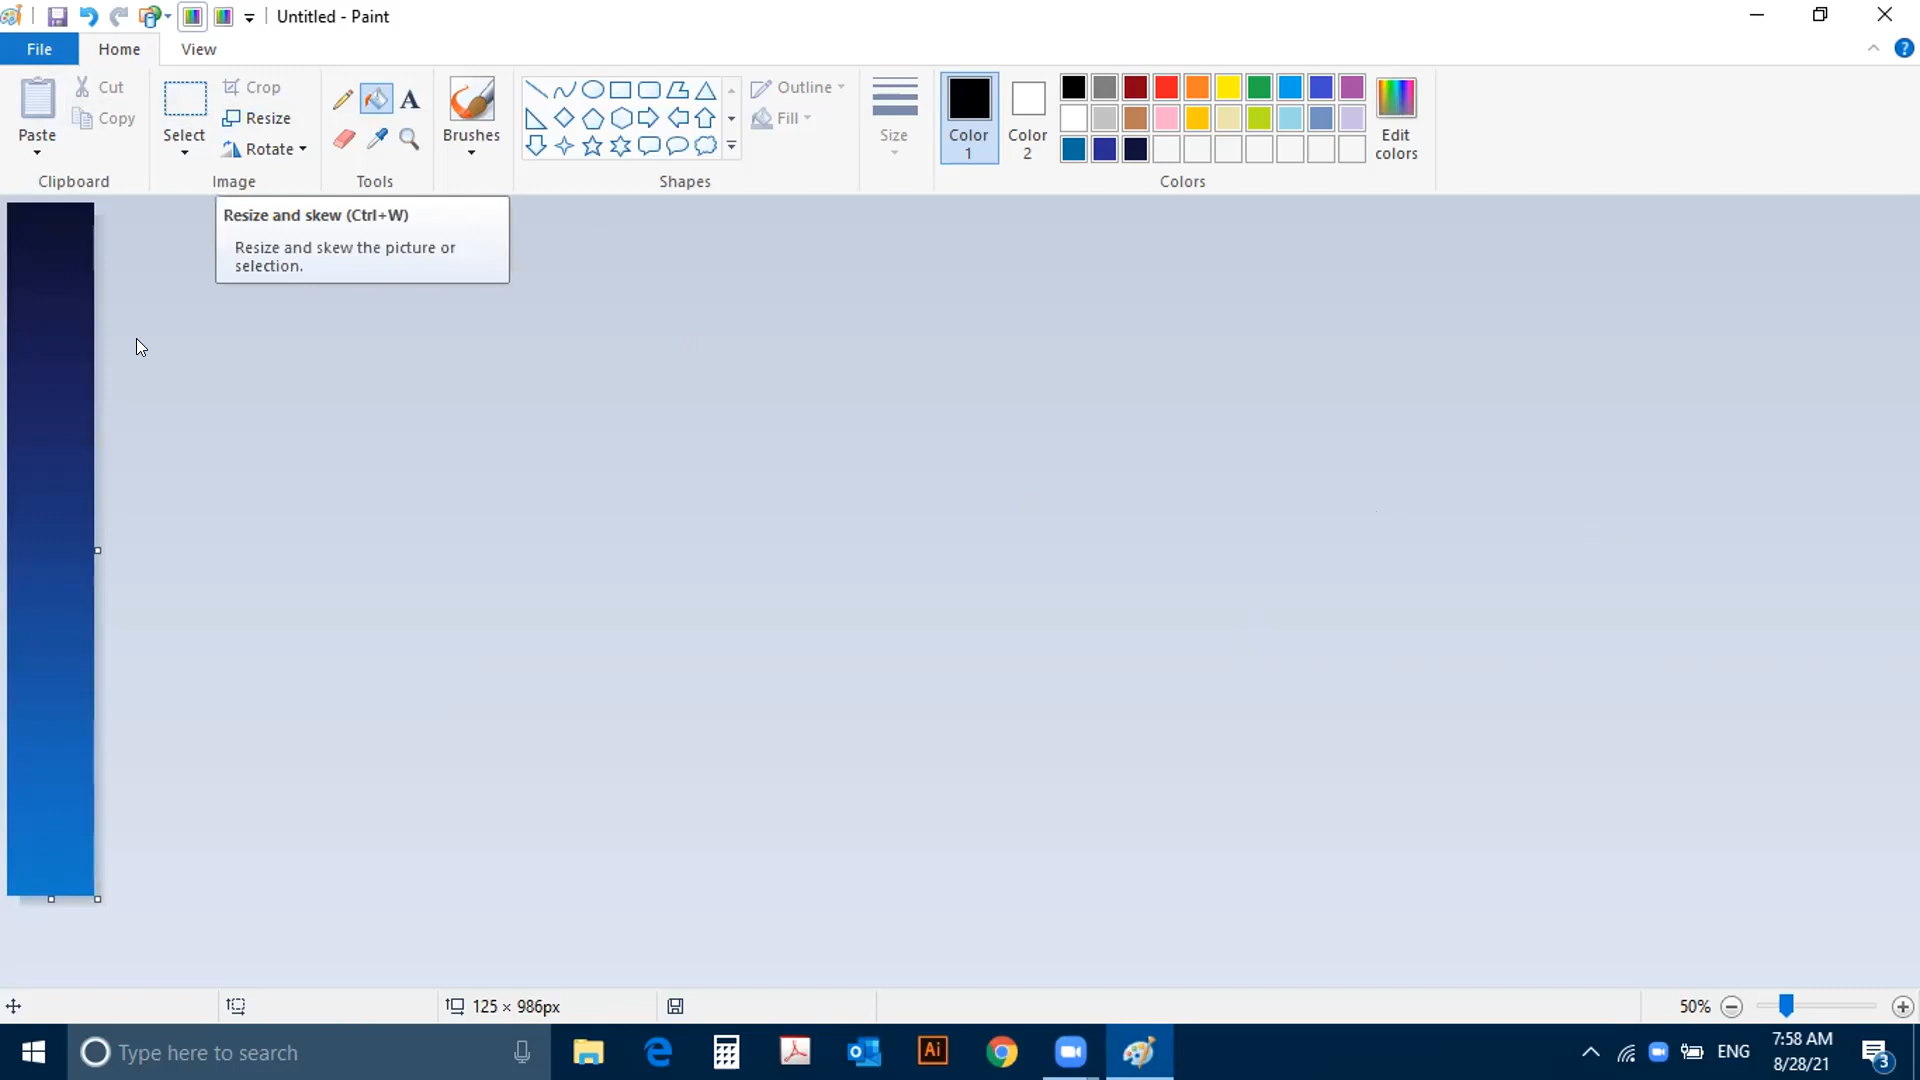 Untitled - Paint
File Home View
Paste
Cut
Copy
Clipboard
Select
Crop
Resize
Rotate
Image
A
Tools
Brushes
Shapes
Outline
Fill
Size
Color 1
Color 2
Edit colors
Colors
Resize and skew (Ctrl+W)
Resize and skew the picture or
selection.
125 × 986px
50%
Type here to search
Ai
ENG
7:58 AM
8/28/21
3